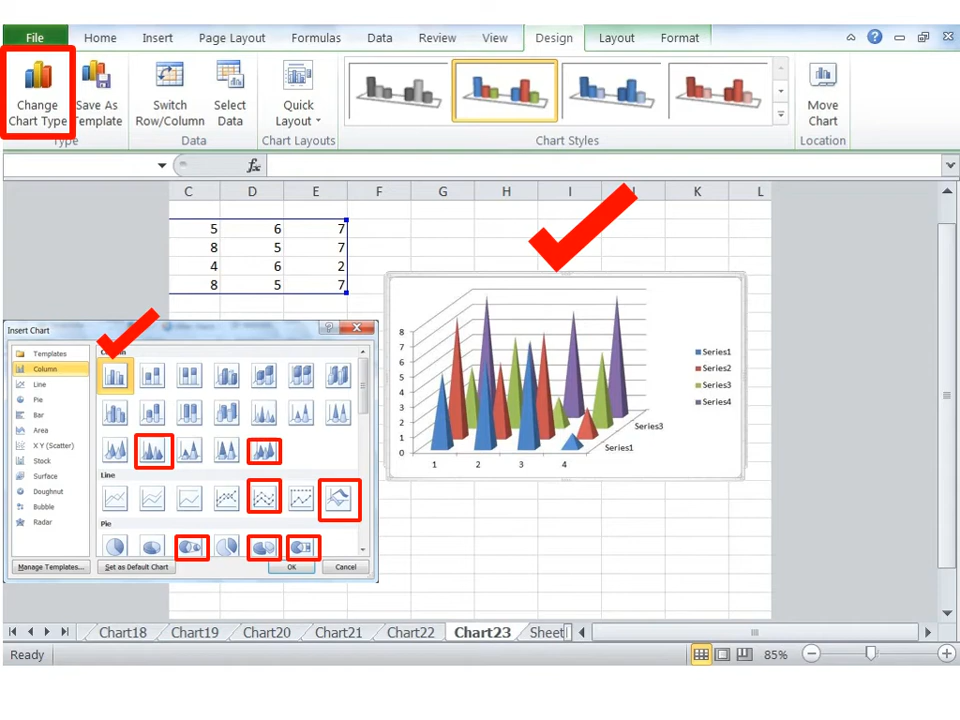 File Home Insert Page Layout Formulas Data Review View Design Layout Format
Change Chart Type
Save As Template
Switch Row/Column
Select Data
Quick Layout
Move Chart
Type Data Chart Layouts Chart Styles Location
fx
C D E F G H I J K L
5 6 7
8 5 7
4 6 2
8 5 7
8
7
6
5
4
3
2
1
0
1 2 3 4
Series1
Series3
Series1
Series2
Series3
Series4
Insert Chart
Templates
Column
Line
Pie
Bar
Area
X Y (Scatter)
Stock
Surface
Doughnut
Bubble
Radar
Line
Pie
Manage Templates... Set as Default Chart OK Cancel
Chart18 Chart19 Chart20 Chart21 Chart22 Chart23 Sheet
Ready 85%